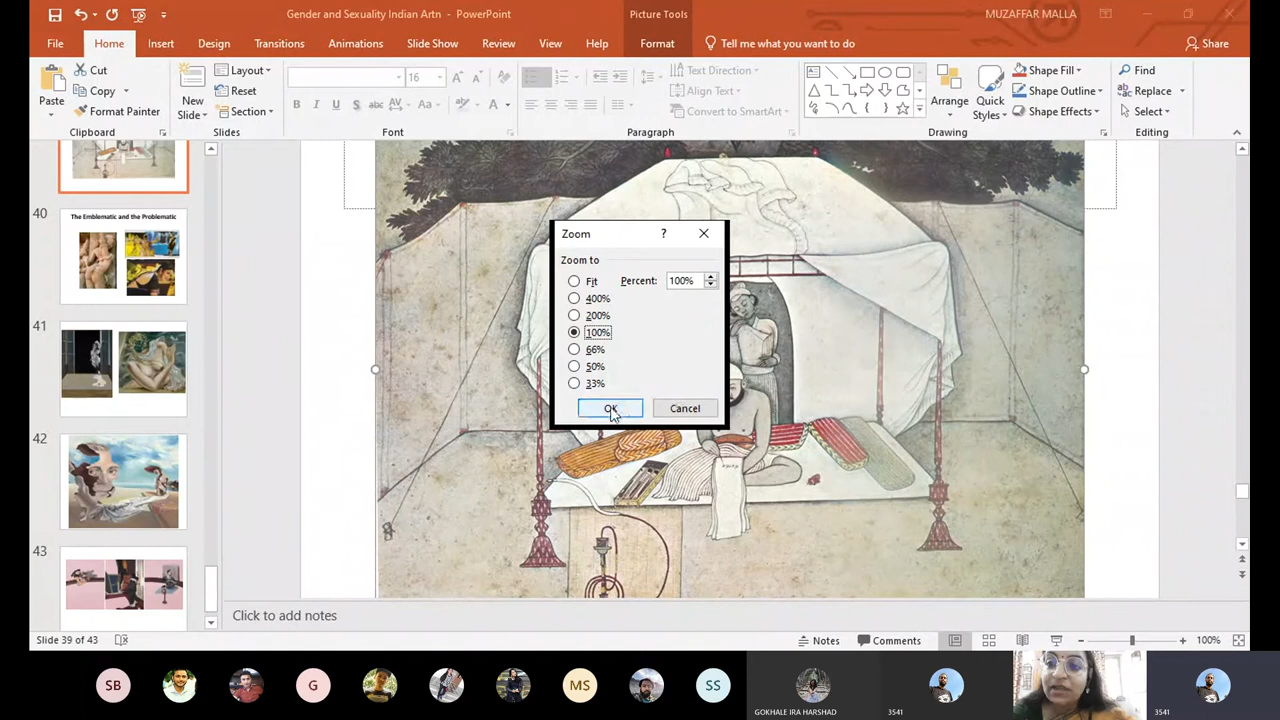 Gender and Sexuality Indian Artn - PowerPoint
Picture Tools
MUZAFFAR MALLA
File
Home
Insert
Design
Transitions
Animations
Slide Show
Review
View
Help
Format
Tell me what you want to do
Share
Paste
Cut
Copy
Format Painter
Clipboard
New Slide
Layout
Reset
Section
Slides
16
B I U S abc AV Aa A
Font
Text Direction
Align Text
Convert to SmartArt
Paragraph
Arrange
Quick Styles
Shape Fill
Shape Outline
Shape Effects
Drawing
Find
Replace
Select
Editing
40
The Emblematic and the Problematic
41
42
43
Zoom
?
Zoom to
Fit
Percent: 100%
400%
200%
100%
66%
50%
33%
OK
Cancel
Click to add notes
Slide 39 of 43
Notes
Comments
100%
SB
G
MS
SS
GOKHALE IRA HARSHAD
3541
3541